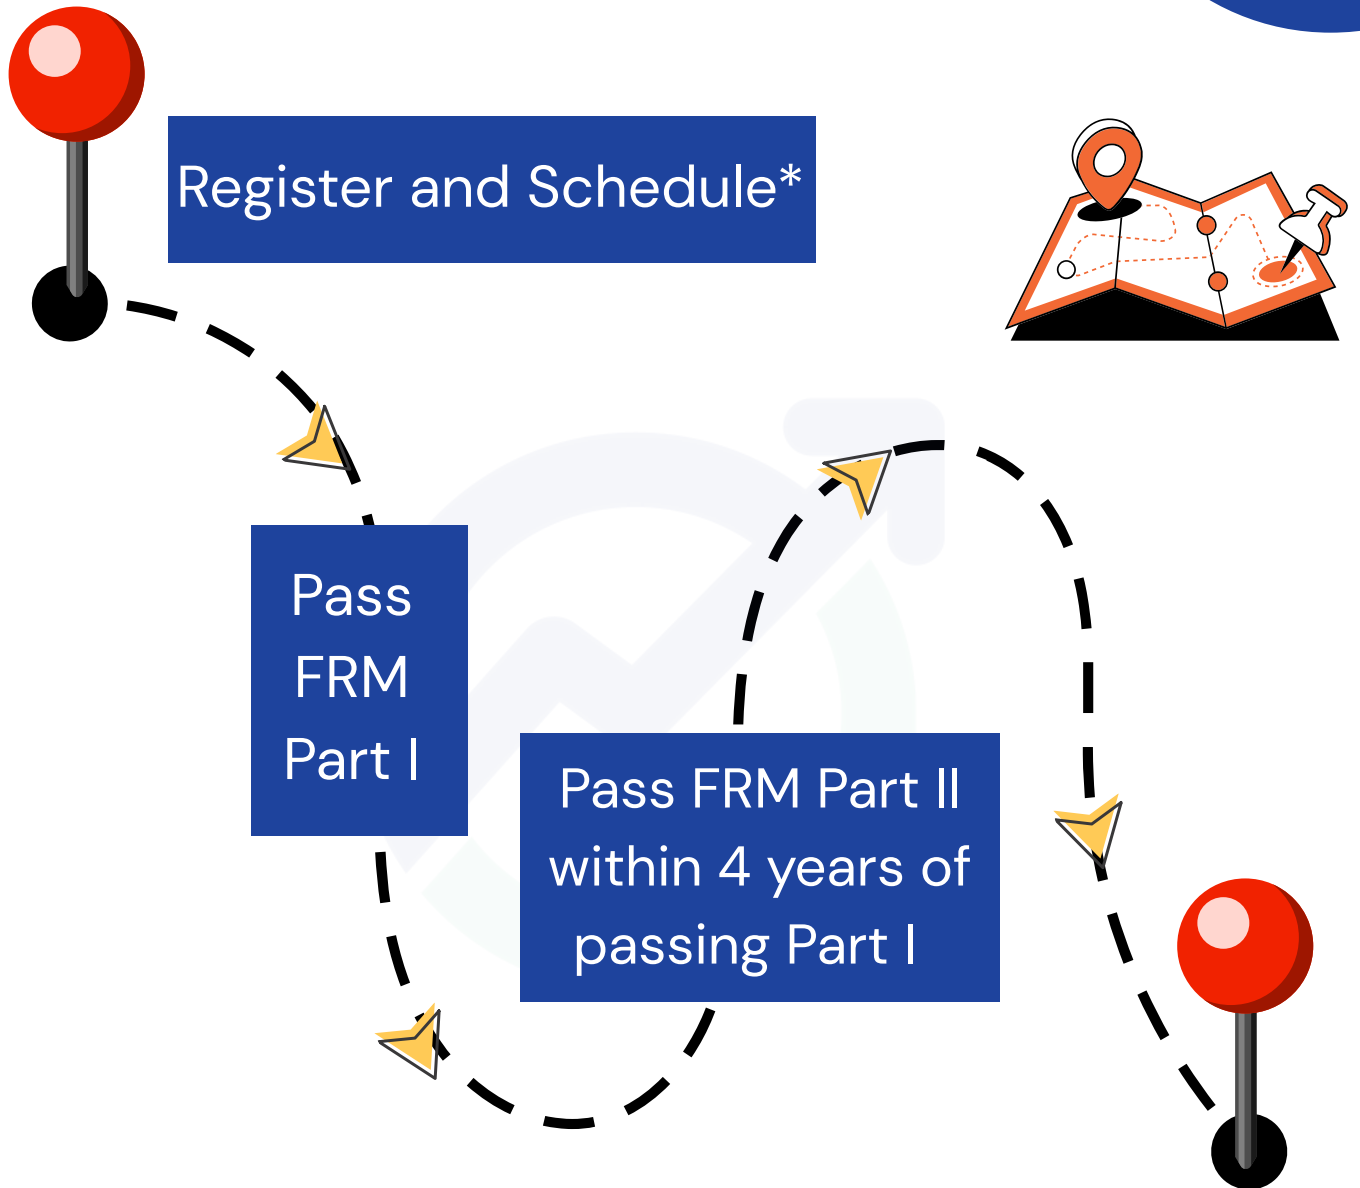 Register and Schedule*
Pass
FRM
Part I
Pass FRM Part II
within 4 years of
passing Part I